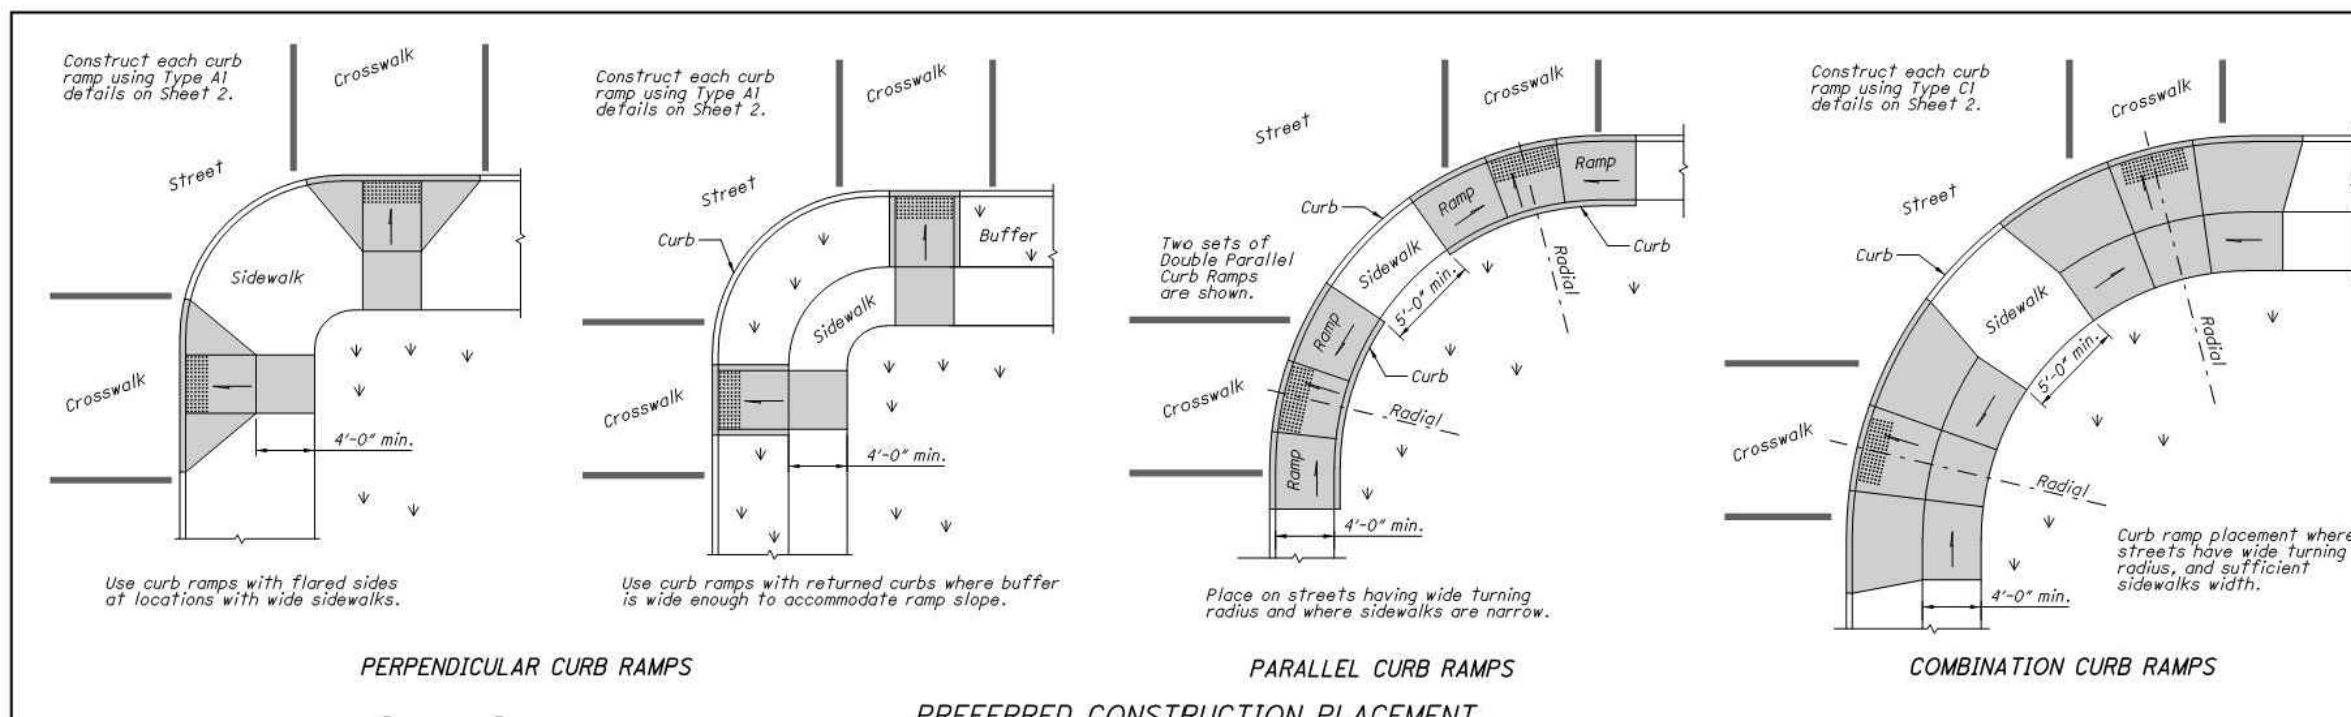 Construct each curb
ramp using Type A1
details on Sheet 2.
Crosswalk
Street
Sidewalk
Crosswalk
4'-0" min.
Use curb ramps with flared sides
at locations with wide sidewalks.
Construct each curb
ramp using Type A1
details on Sheet 2.
Crosswalk
Street
Curb
Buffer
Sidewalk
Crosswalk
4'-0" min.
Use curb ramps with returned curbs where buffer
is wide enough to accommodate ramp slope.
PERPENDICULAR CURB RAMPS
Crosswalk
Street
Ramp
Ramp
Curb
Curb
Two sets of
Double Parallel
Curb Ramps
are shown.
Sidewalk
Radial
5'-0" min.
Ramp
Curb
Crosswalk
Radial
Ramp
4'-0" min.
Place on streets having wide turning
radius and where sidewalks are narrow.
PARALLEL CURB RAMPS
Construct each curb
ramp using Type C1
details on Sheet 2.
Crosswalk
Street
Curb
Sidewalk
Radial
5'-0" min.
Crosswalk
Radial
Curb ramp placement where
streets have wide turning
radius, and sufficient
sidewalks width.
4'-0" min.
COMBINATION CURB RAMPS
PREFERRED CONSTRUCTION PLACEMENT